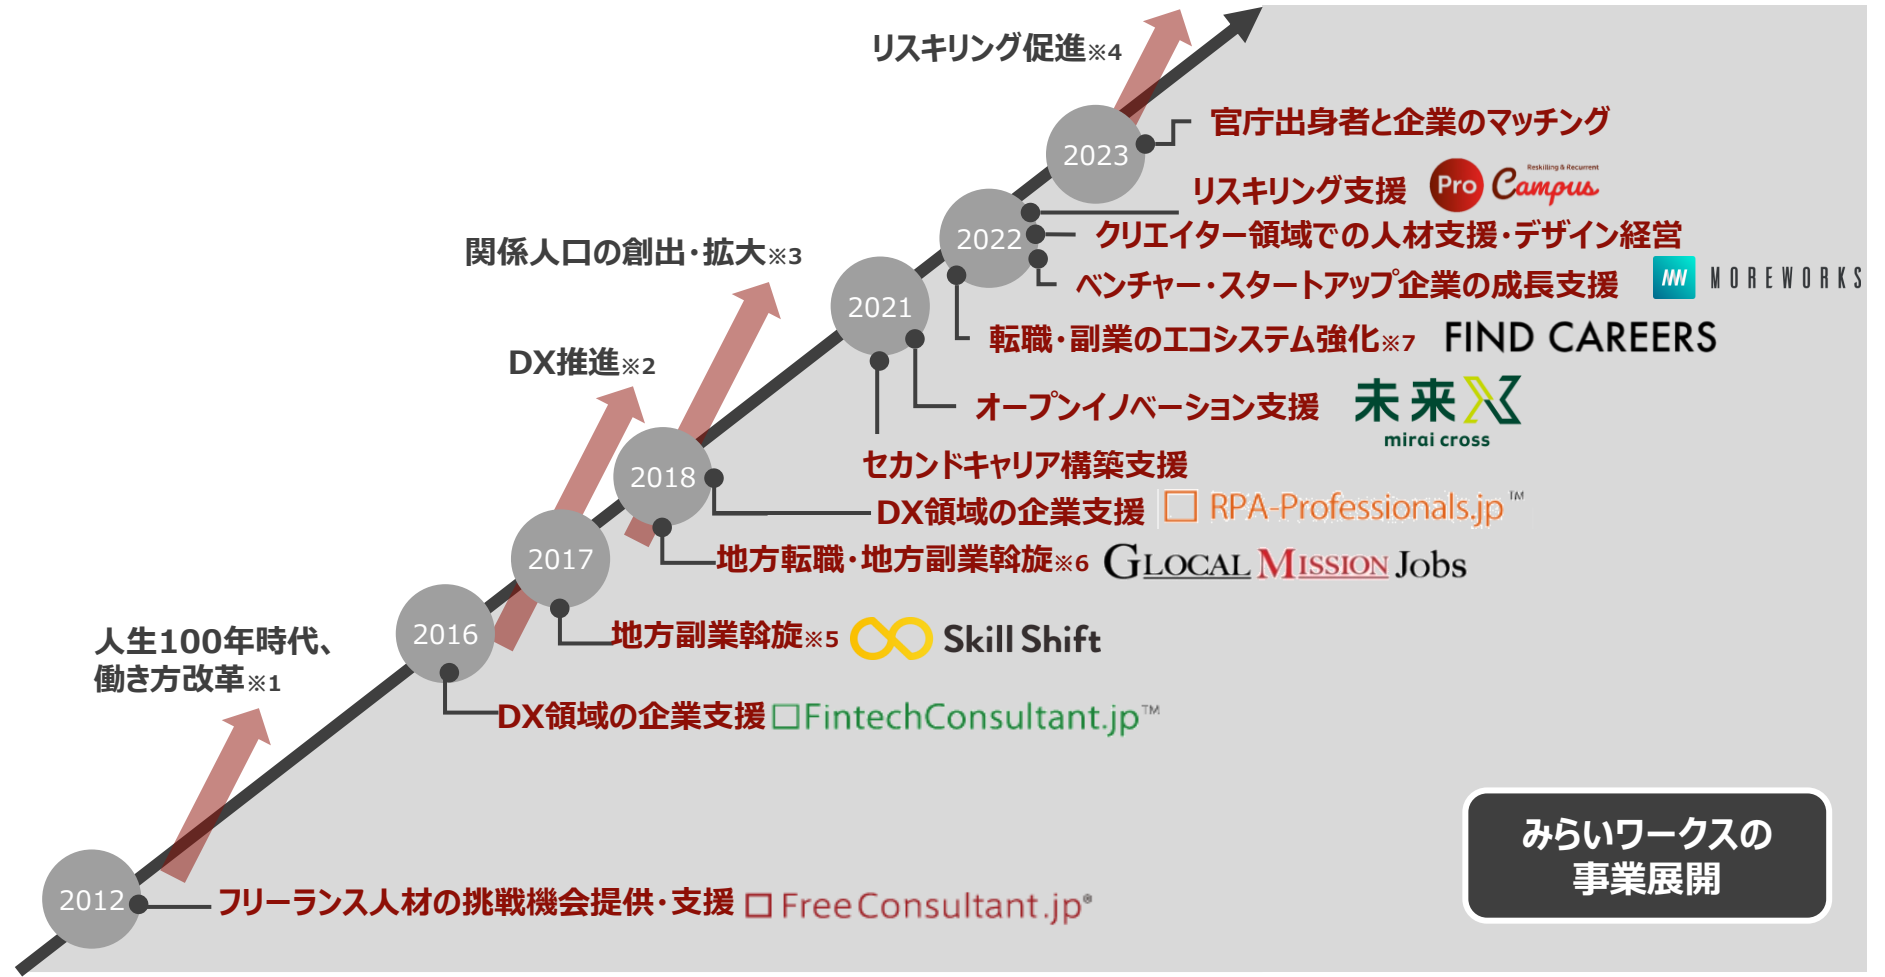 リスキリング促進※4
2023
官庁出身者と企業のマッチング
リスキリング支援
Pro
Reskilling & Recurrent
Campus
2022
クリエイター領域での人材支援・デザイン経営
ベンチャー・スタートアップ企業の成長支援
MOREWORKS
転職・副業のエコシステム強化※7
FIND CAREERS
関係人口の創出・拡大※3
2021
オープンイノベーション支援
未来X
mirai cross
セカンドキャリア構築支援
DX推進※2
2018
DX領域の企業支援
RPA-Professionals.jp™
地方転職・地方副業斡旋※6
GLOCAL MISSION Jobs
2017
地方副業斡旋※5
Skill Shift
2016
DX領域の企業支援
FintechConsultant.jp™
人生100年時代、
働き方改革※1
2012
フリーランス人材の挑戦機会提供・支援
FreeConsultant.jp®
みらいワークスの
事業展開